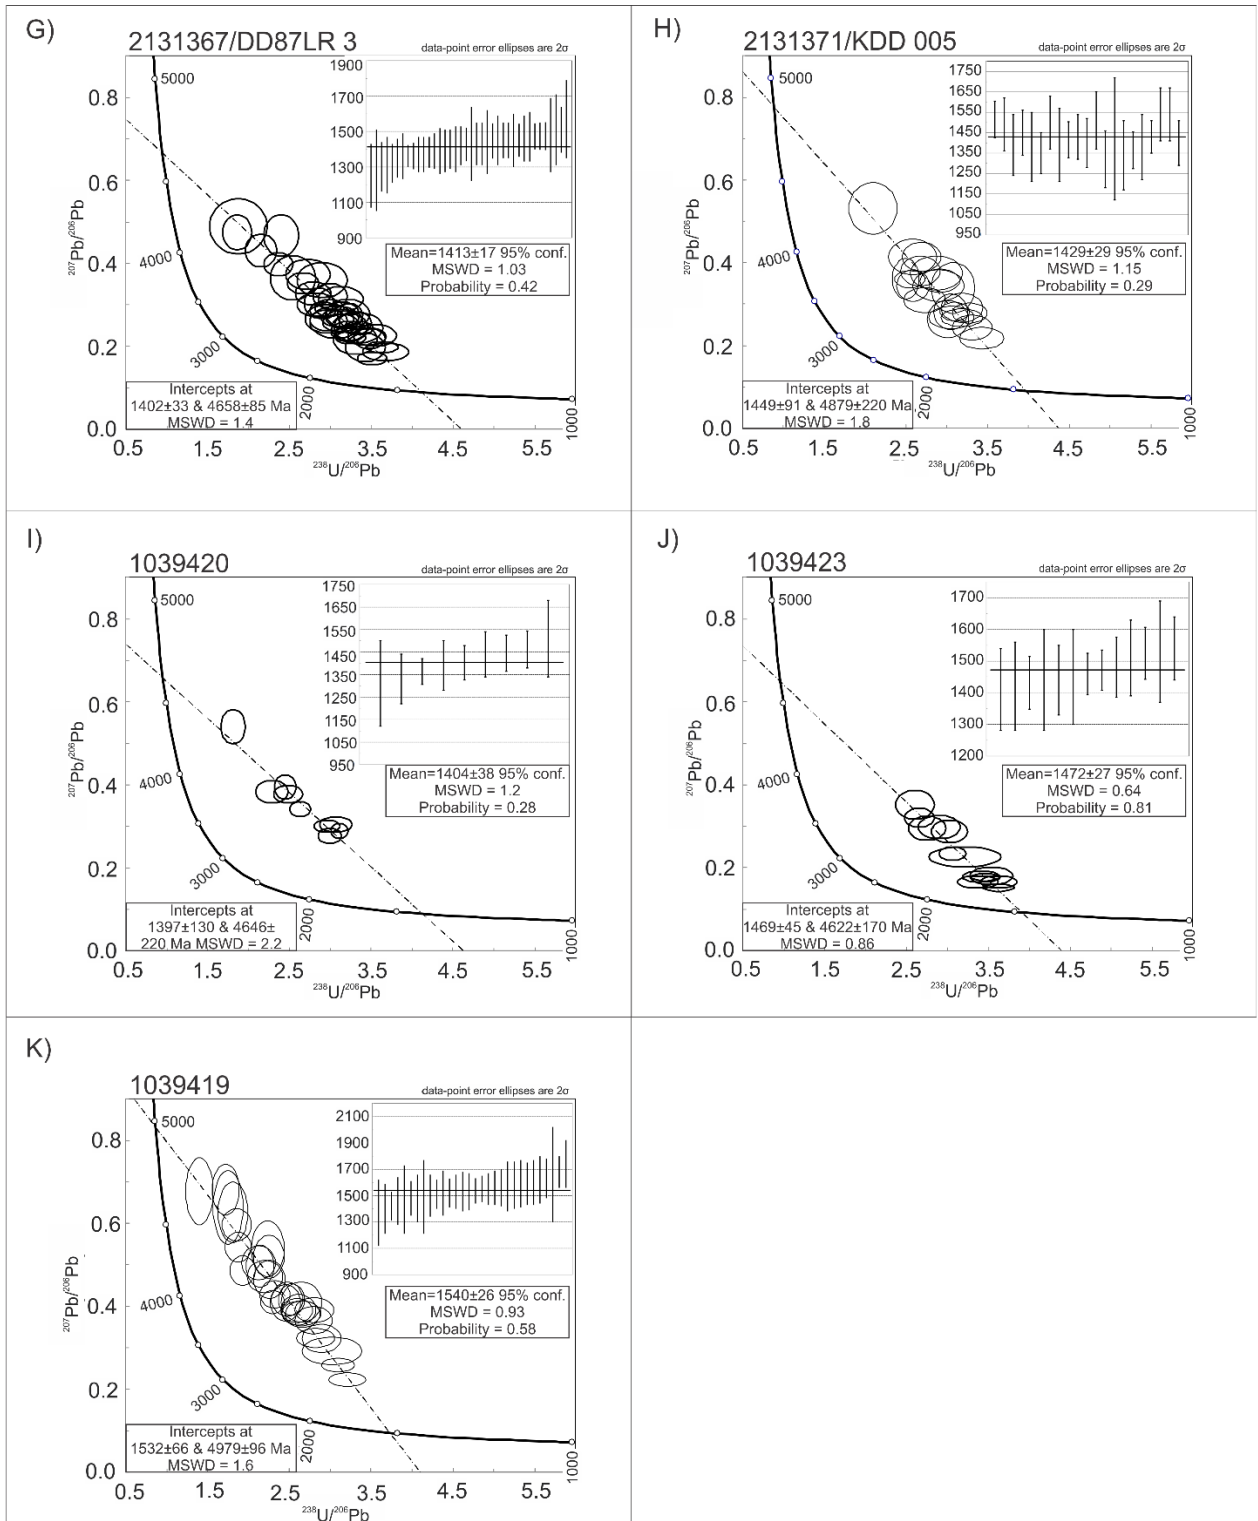 G)
2131367/DD87LR 3
data-point error ellipses are 2σ
1900
1700
1500
1300
1100
900
5000
4000
3000
2000
1000
0.8
0.6
0.4
0.2
0.0
207Pb/206Pb
Mean=1413±17 95% conf.
MSWD = 1.03
Probability = 0.42
Intercepts at
1402±33 & 4658±85 Ma
MSWD = 1.4
0.5 1.5 2.5 3.5 4.5 5.5
238U/206Pb
H)
2131371/KDD 005
data-point error ellipses are 2σ
1750
1650
1550
1450
1350
1250
1150
1050
950
5000
4000
3000
2000
1000
0.8
0.6
0.4
0.2
0.0
207Pb/206Pb
Mean=1429±29 95% conf.
MSWD = 1.15
Probability = 0.29
Intercepts at
1449±91 & 4879±220 Ma
MSWD = 1.8
0.5 1.5 2.5 3.5 4.5 5.5
238U/206Pb
I)
1039420
data-point error ellipses are 2σ
1750
1650
1550
1450
1350
1250
1150
1050
950
5000
4000
3000
2000
1000
0.8
0.6
0.4
0.2
0.0
207Pb/206Pb
Mean=1404±38 95% conf.
MSWD = 1.2
Probability = 0.28
Intercepts at
1397±130 & 4646±
220 Ma MSWD = 2.2
0.5 1.5 2.5 3.5 4.5 5.5
238U/206Pb
J)
1039423
data-point error ellipses are 2σ
1700
1600
1500
1400
1300
1200
5000
4000
3000
2000
1000
0.8
0.6
0.4
0.2
0.0
207Pb/206Pb
Mean=1472±27 95% conf.
MSWD = 0.64
Probability = 0.81
Intercepts at
1469±45 & 4622±170 Ma
MSWD = 0.86
0.5 1.5 2.5 3.5 4.5 5.5
238U/206Pb
K)
1039419
data-point error ellipses are 2σ
2100
1900
1700
1500
1300
1100
900
5000
4000
3000
2000
1000
0.8
0.6
0.4
0.2
0.0
207Pb/206Pb
Mean=1540±26 95% conf.
MSWD = 0.93
Probability = 0.58
Intercepts at
1532±66 & 4979±96 Ma
MSWD = 1.6
0.5 1.5 2.5 3.5 4.5 5.5
238U/206Pb